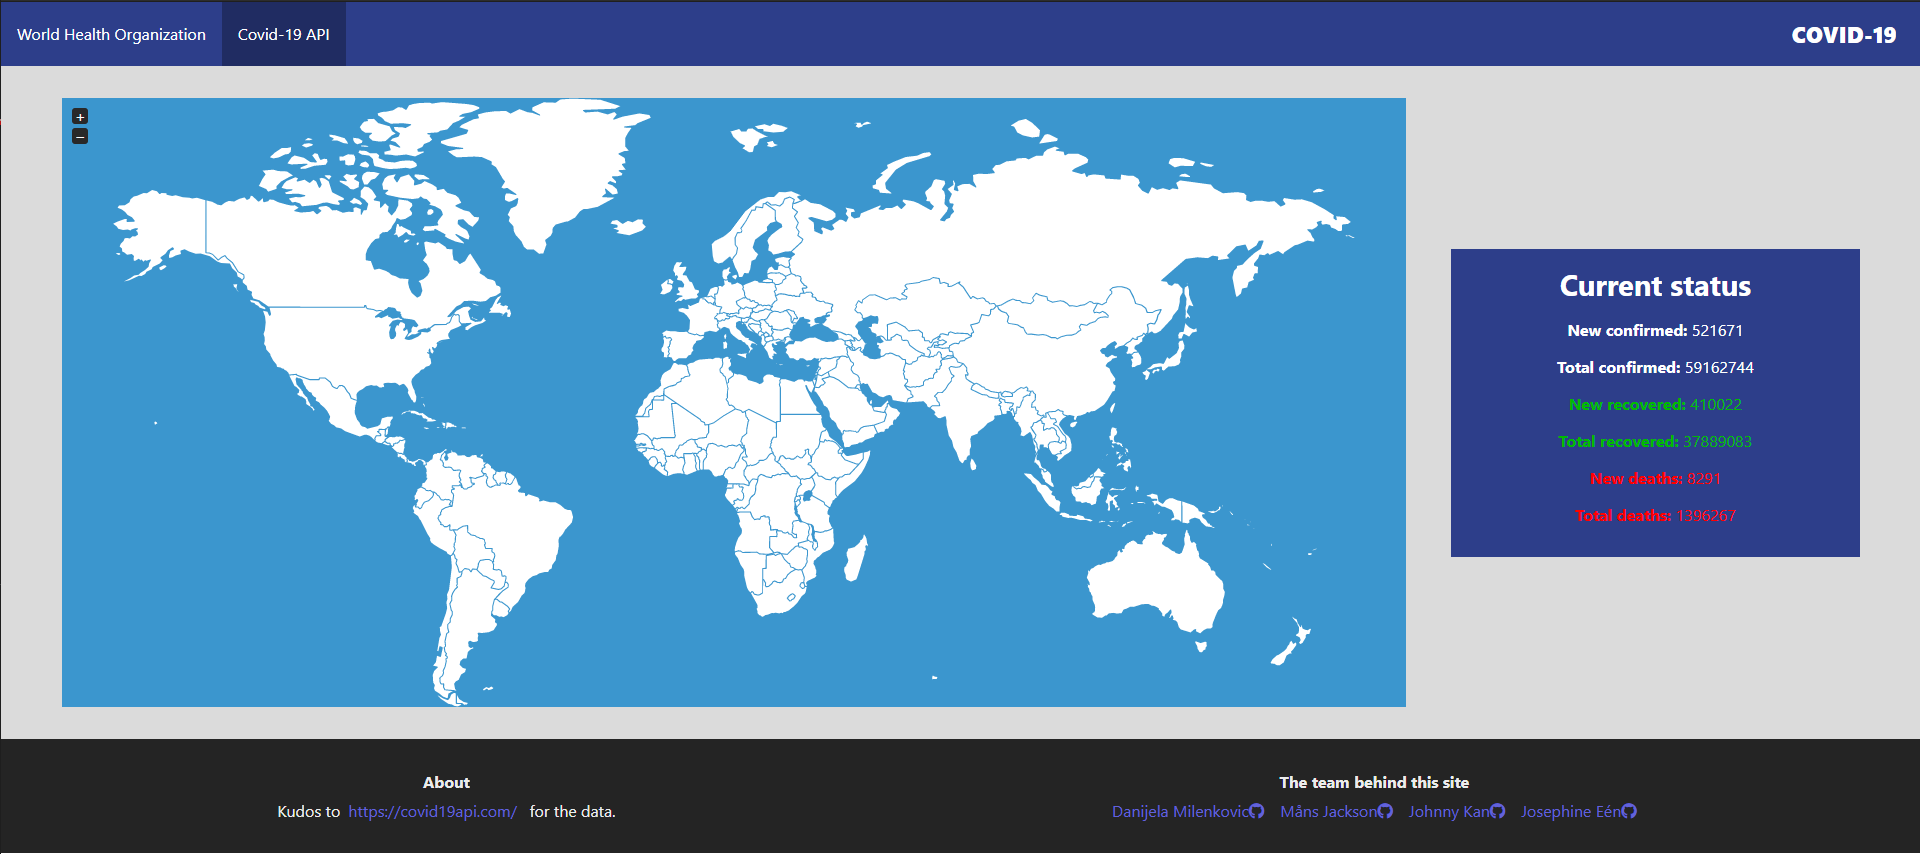 World Health Organization
Covid-19 API
COVID-19
+
−
Current status
New confirmed: 521671
Total confirmed: 59162744
New recovered: 410022
Total recovered: 37889083
New deaths: 8291
Total deaths: 1396267
About
Kudos to https://covid19api.com/ for the data.
The team behind this site
Danijela Milenkovic Måns Jackson Johnny Kan Josephine Eén